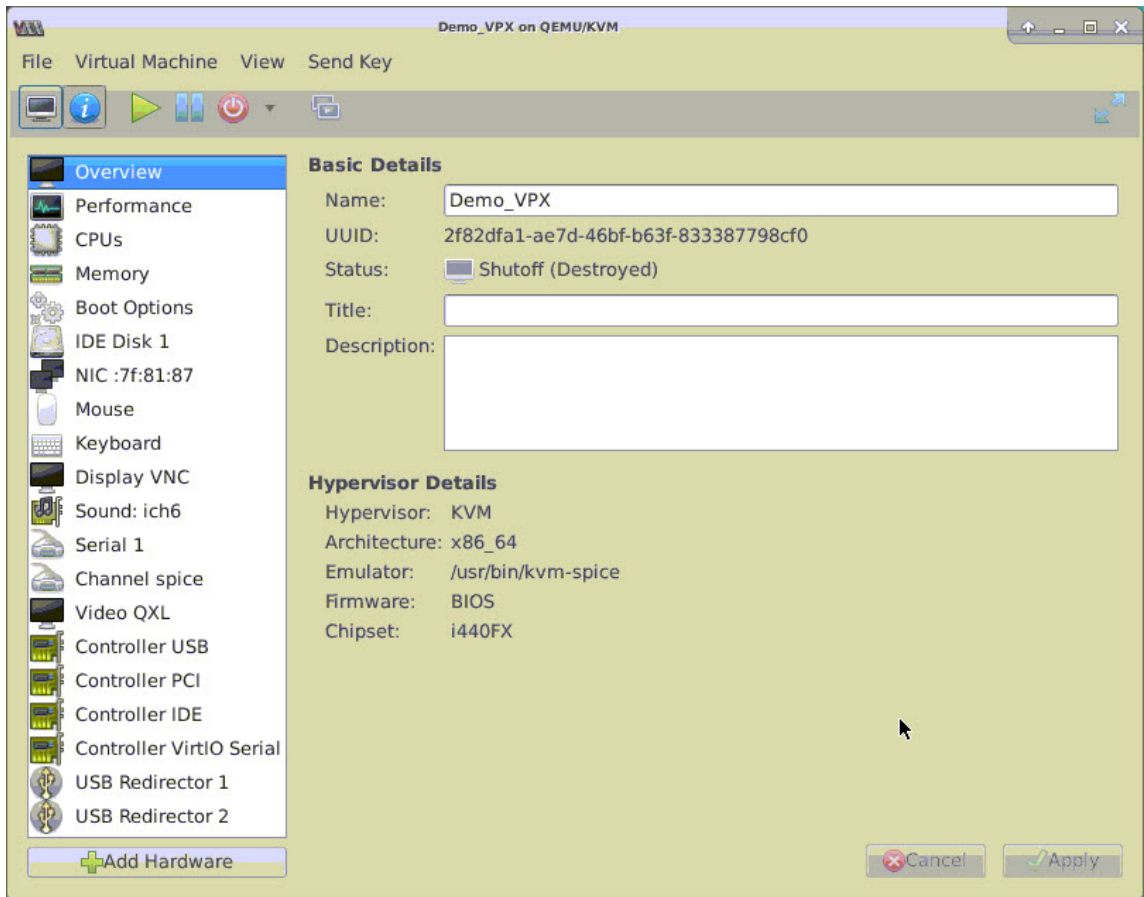 Demo_VPX on QEMU/KVM
File Virtual Machine View Send Key
Overview
Performance
CPUs
Memory
Boot Options
IDE Disk 1
NIC :7f:81:87
Mouse
Keyboard
Display VNC
Sound: ich6
Serial 1
Channel spice
Video QXL
Controller USB
Controller PCI
Controller IDE
Controller VirtIO Serial
USB Redirector 1
USB Redirector 2
Add Hardware
Basic Details
Name: Demo_VPX
UUID: 2f82dfa1-ae7d-46bf-b63f-833387798cf0
Status: Shutoff (Destroyed)
Title:
Description:
Hypervisor Details
Hypervisor: KVM
Architecture: x86_64
Emulator: /usr/bin/kvm-spice
Firmware: BIOS
Chipset: i440FX
Cancel Apply